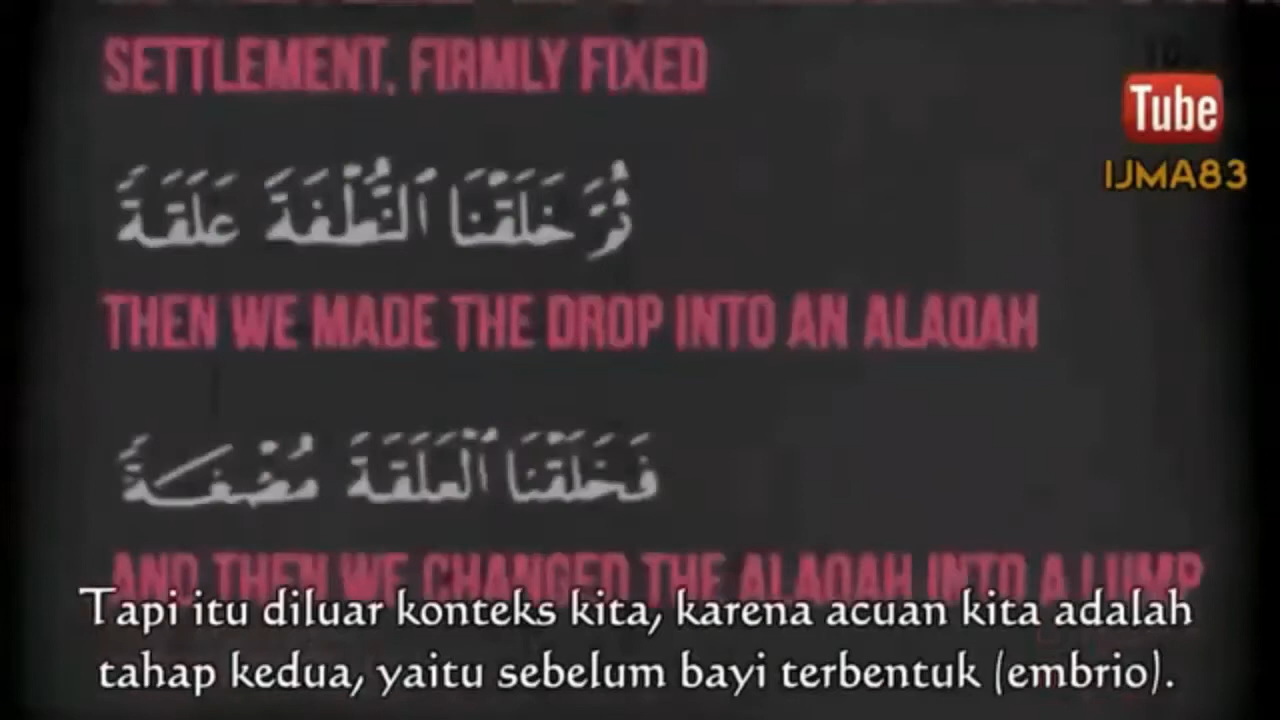 SETTLEMENT, FIRMLY FIXED
Tube
IJMA83
ثُمَّ خَلَقْنَا ٱلنُّطْفَةَ عَلَقَةً
THEN WE MADE THE DROP INTO AN ALAQAH
فَخَلَقْنَا ٱلْعَلَقَةَ مُضْغَةً
AND THEN WE CHANGED THE ALAQAH INTO A LUMP
Tapi itu diluar konteks kita, karena acuan kita adalah
tahap kedua, yaitu sebelum bayi terbentuk (embrio).